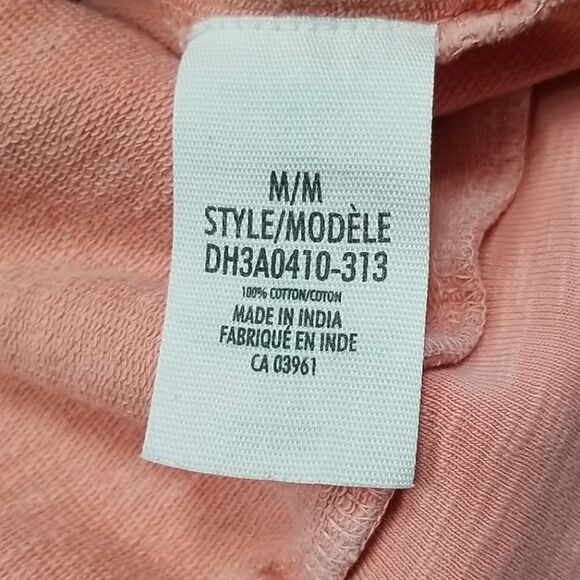 M/M
STYLE/MODÈLE
DH3A0410-313
100% COTTON/COTON
MADE IN INDIA
FABRIQUÉ EN INDE
CA 03961